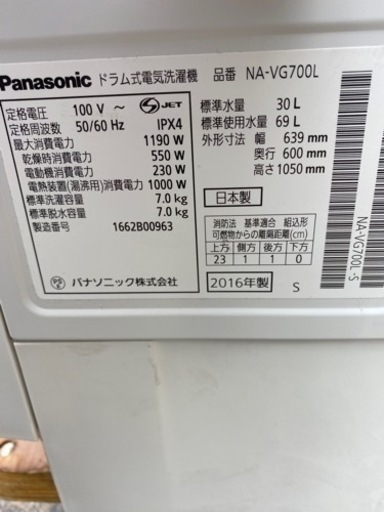 Panasonic ドラム式電気洗濯機 品番 NA-VG700L
定格電圧 100 V ～ JET
定格周波数 50/60 Hz IPX4
最大消費電力 1190 W
乾燥時消費電力 550 W
電動機消費電力 230 W
電熱装置(湯沸用)消費電力 1000 W
標準洗濯容量 7.0 kg
標準脱水容量 7.0 kg
製造番号 1662B00963
パナソニック株式会社
標準水量 30 L
標準使用水量 69 L
外形寸法 幅 639 mm
奥行 600 mm
高さ 1050 mm
日本製
消防法 基準適合 組込形
可燃物からの離隔距離(cm)
上方 側方 後方 下方
23 1 1 0
2016年製 S
NA-VG700L-S